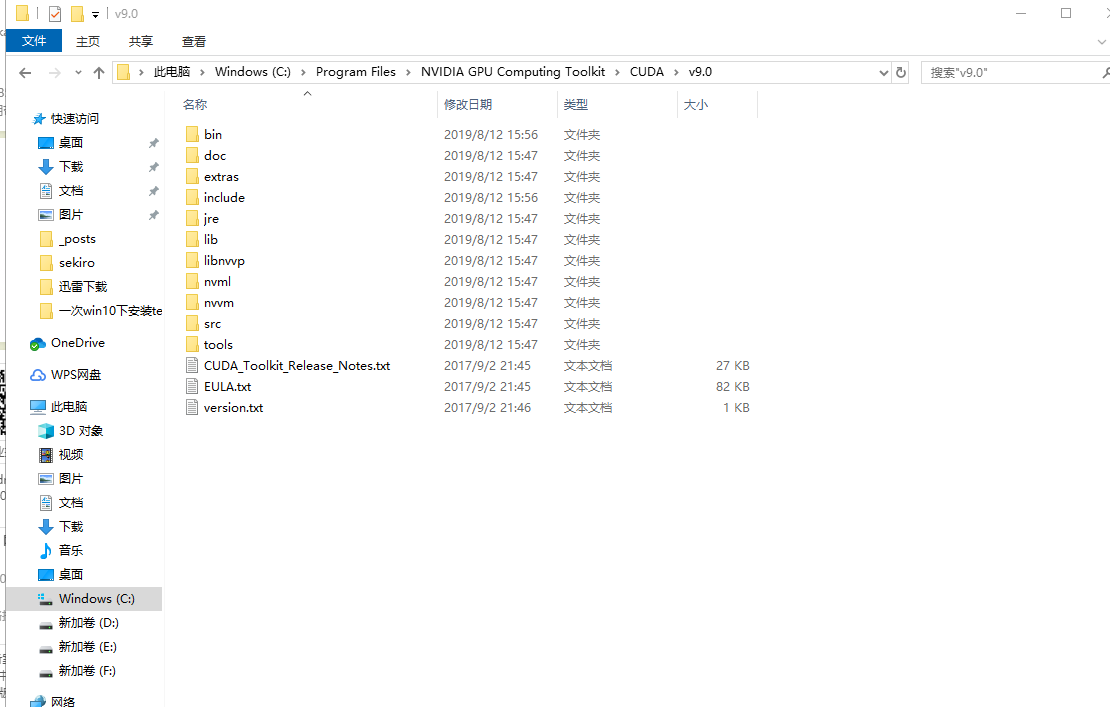 v9.0
文件 主页 共享 查看
此电脑 Windows (C:) Program Files NVIDIA GPU Computing Toolkit CUDA v9.0 搜索"v9.0"
名称 修改日期 类型 大小
快速访问
桌面
下载
文档
图片
_posts
sekiro
迅雷下载
一次win10下安装te
OneDrive
WPS网盘
此电脑
3D 对象
视频
图片
文档
下载
音乐
桌面
Windows (C:)
新加卷 (D:)
新加卷 (E:)
新加卷 (F:)
网络
bin 2019/8/12 15:56 文件夹
doc 2019/8/12 15:47 文件夹
extras 2019/8/12 15:47 文件夹
include 2019/8/12 15:56 文件夹
jre 2019/8/12 15:47 文件夹
lib 2019/8/12 15:47 文件夹
libnvvp 2019/8/12 15:47 文件夹
nvml 2019/8/12 15:47 文件夹
nvvm 2019/8/12 15:47 文件夹
src 2019/8/12 15:47 文件夹
tools 2019/8/12 15:47 文件夹
CUDA_Toolkit_Release_Notes.txt 2017/9/2 21:45 文本文档 27 KB
EULA.txt 2017/9/2 21:45 文本文档 82 KB
version.txt 2017/9/2 21:46 文本文档 1 KB